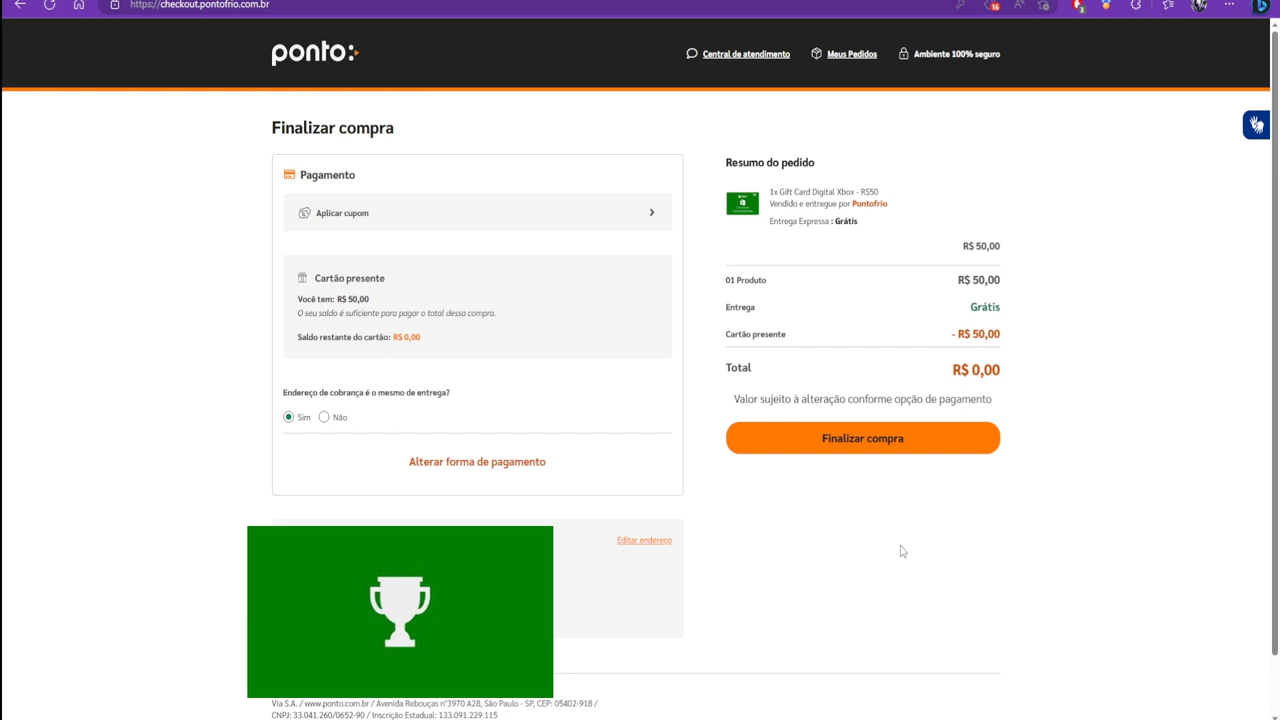 https://checkout.pontofrio.com.br
16
3
ponto:>
Central de atendimento
Meus Pedidos
Ambiente 100% seguro
Finalizar compra
Pagamento
Aplicar cupom
Cartão presente
Você tem: R$ 50,00
O seu saldo é suficiente para pagar o total dessa compra.
Saldo restante do cartão: R$ 0,00
Endereço de cobrança é o mesmo de entrega?
Sim
Não
Alterar forma de pagamento
Editar endereço
Resumo do pedido
1x Gift Card Digital Xbox - R$50
Vendido e entregue por Pontofrio
Entrega Expressa : Grátis
R$ 50,00
01 Produto R$ 50,00
Entrega Grátis
Cartão presente - R$ 50,00
Total R$ 0,00
Valor sujeito à alteração conforme opção de pagamento
Finalizar compra
Via S.A. / www.ponto.com.br / Avenida Rebouças n°3970 A28, São Paulo - SP, CEP: 05402-918 /
CNPJ: 33.041.260/0652-90 / Inscrição Estadual: 133.091.229.115